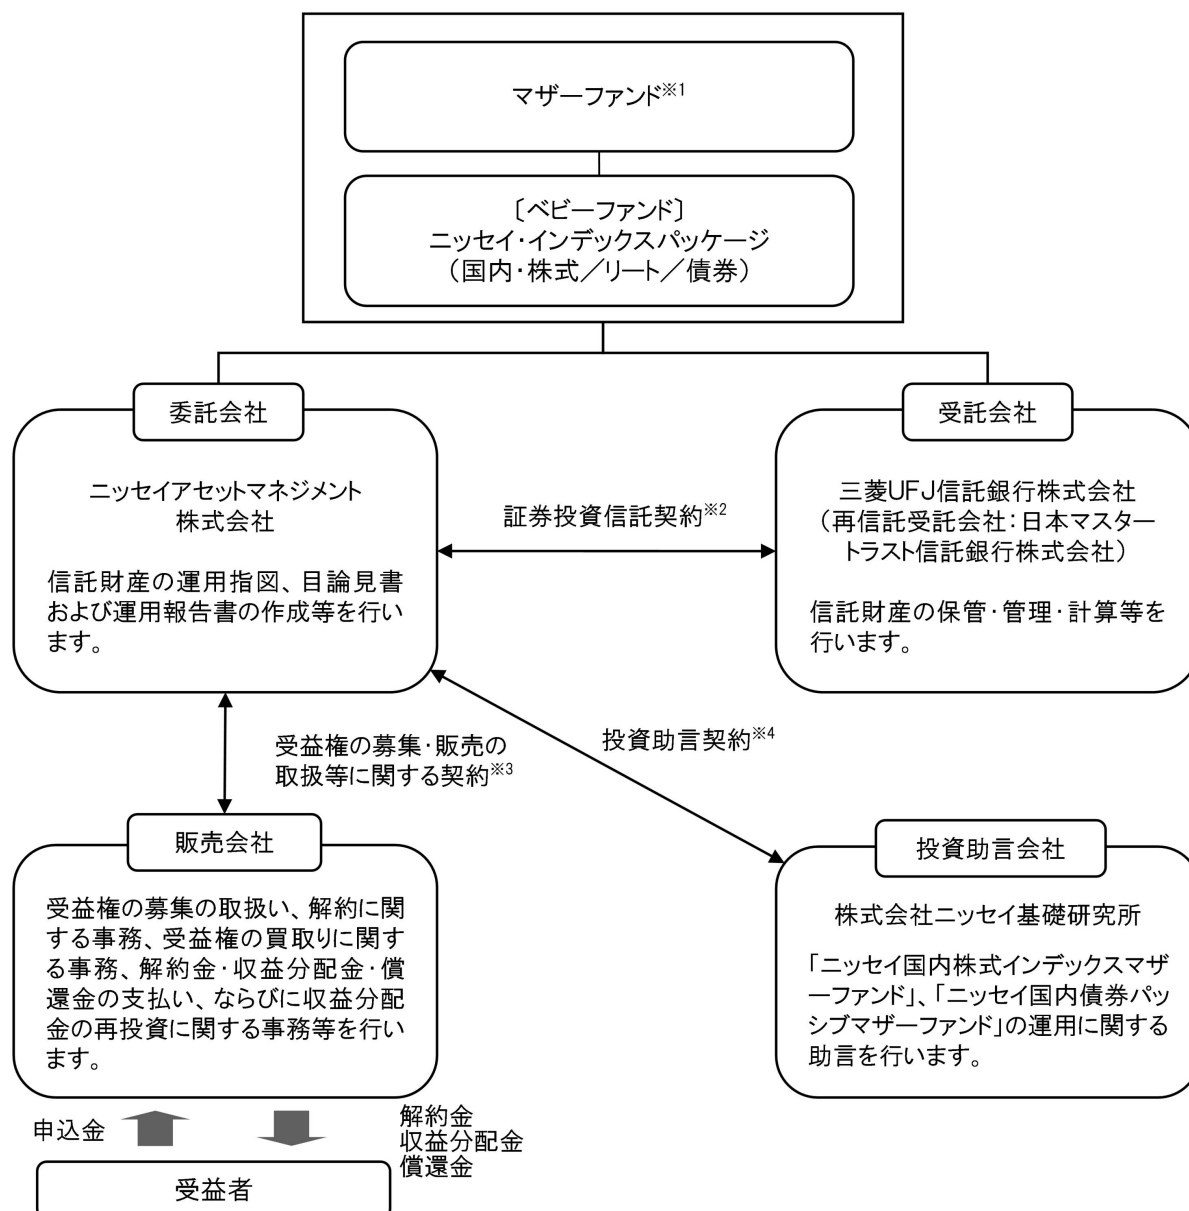 マザーファンド※1
〔ベビーファンド〕
ニッセイ・インデックスパッケージ
（国内・株式／リート／債券）
委託会社
ニッセイアセットマネジメント
株式会社
信託財産の運用指図、目論見書
および運用報告書の作成等を行い
ます。
証券投資信託契約※2
受託会社
三菱UFJ信託銀行株式会社
（再信託受託会社：日本マスター
トラスト信託銀行株式会社）
信託財産の保管・管理・計算等を
行います。
受益権の募集・販売の
取扱等に関する契約※3
投資助言契約※4
販売会社
受益権の募集の取扱い、解約に関
する事務、受益権の買取りに関す
る事務、解約金・収益分配金・償
還金の支払い、ならびに収益分配
金の再投資に関する事務等を行い
ます。
投資助言会社
株式会社ニッセイ基礎研究所
「ニッセイ国内株式インデックスマザ
ーファンド」、「ニッセイ国内債券パッ
シブマザーファンド」の運用に関する
助言を行います。
申込金
解約金
収益分配金
償還金
受益者